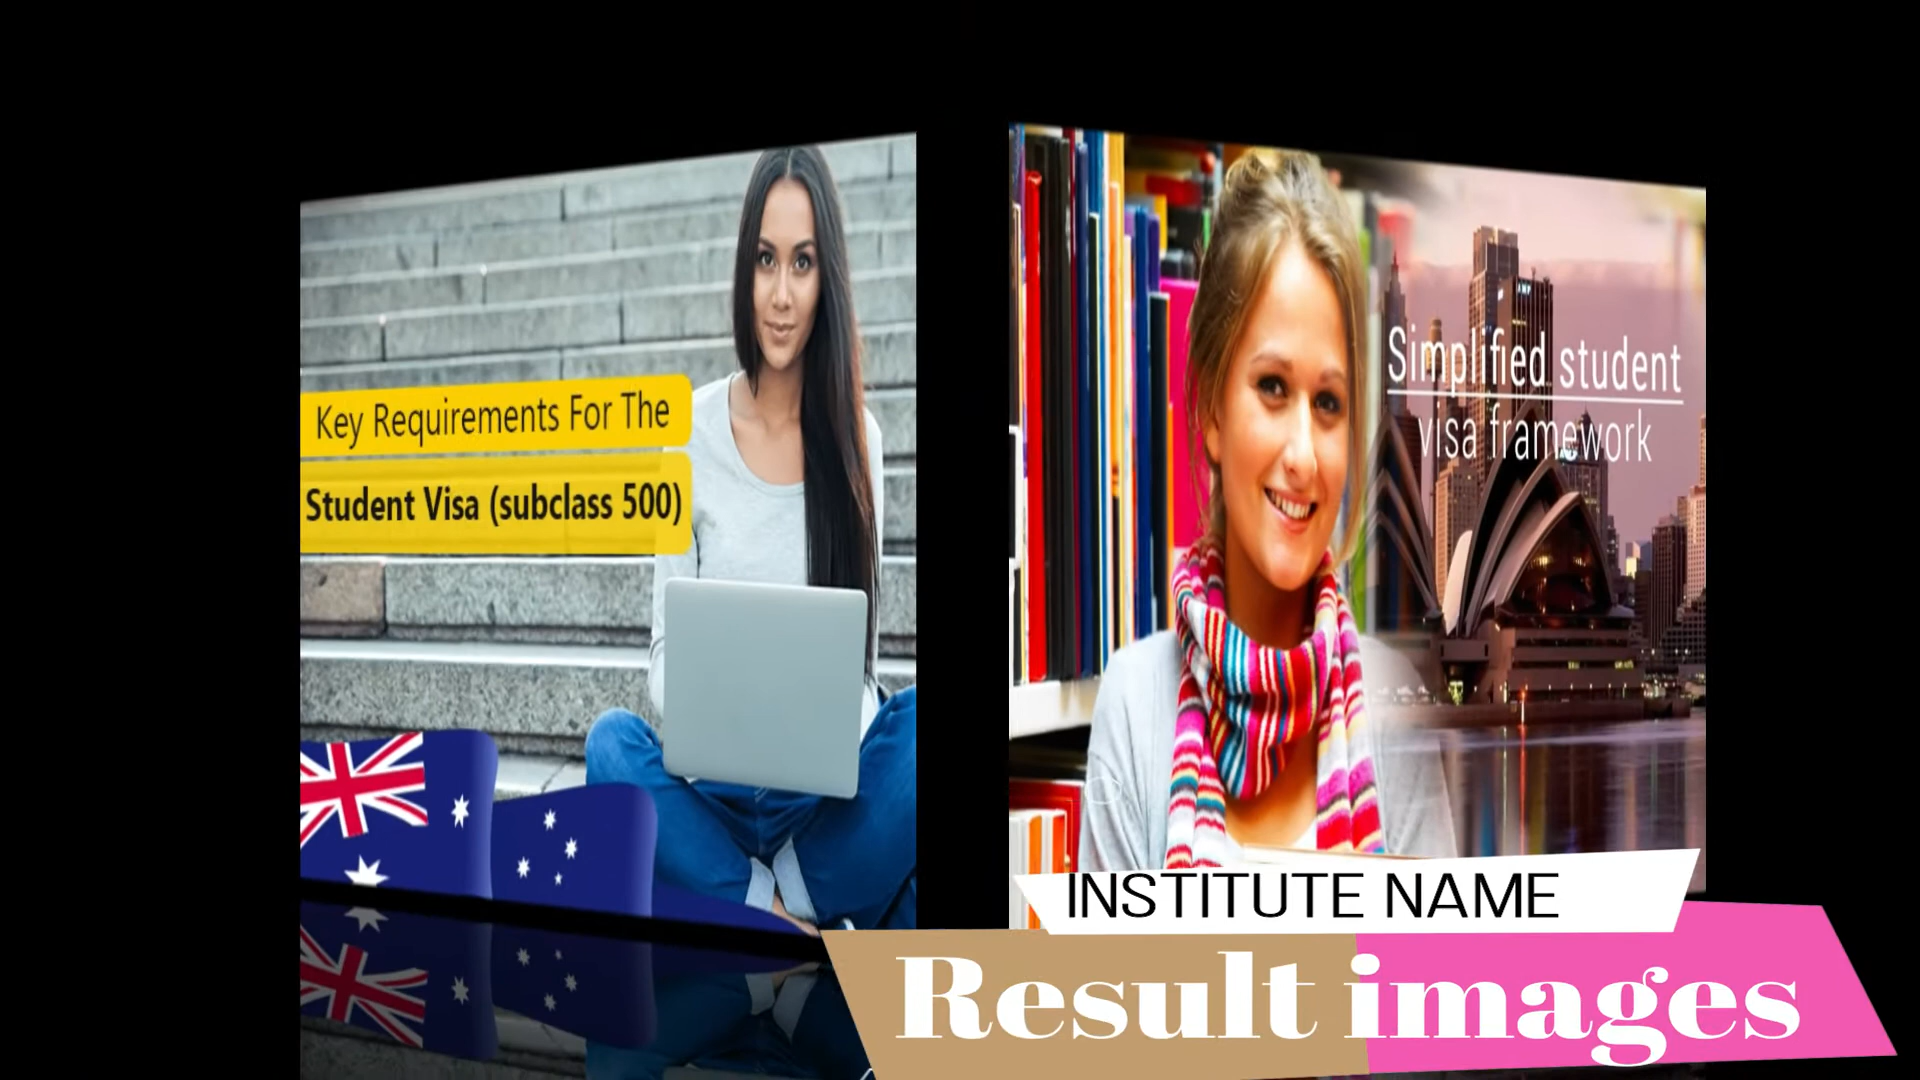 Key Requirements For The
Student Visa (subclass 500)
Simplified student
visa framework
INSTITUTE NAME
Result images